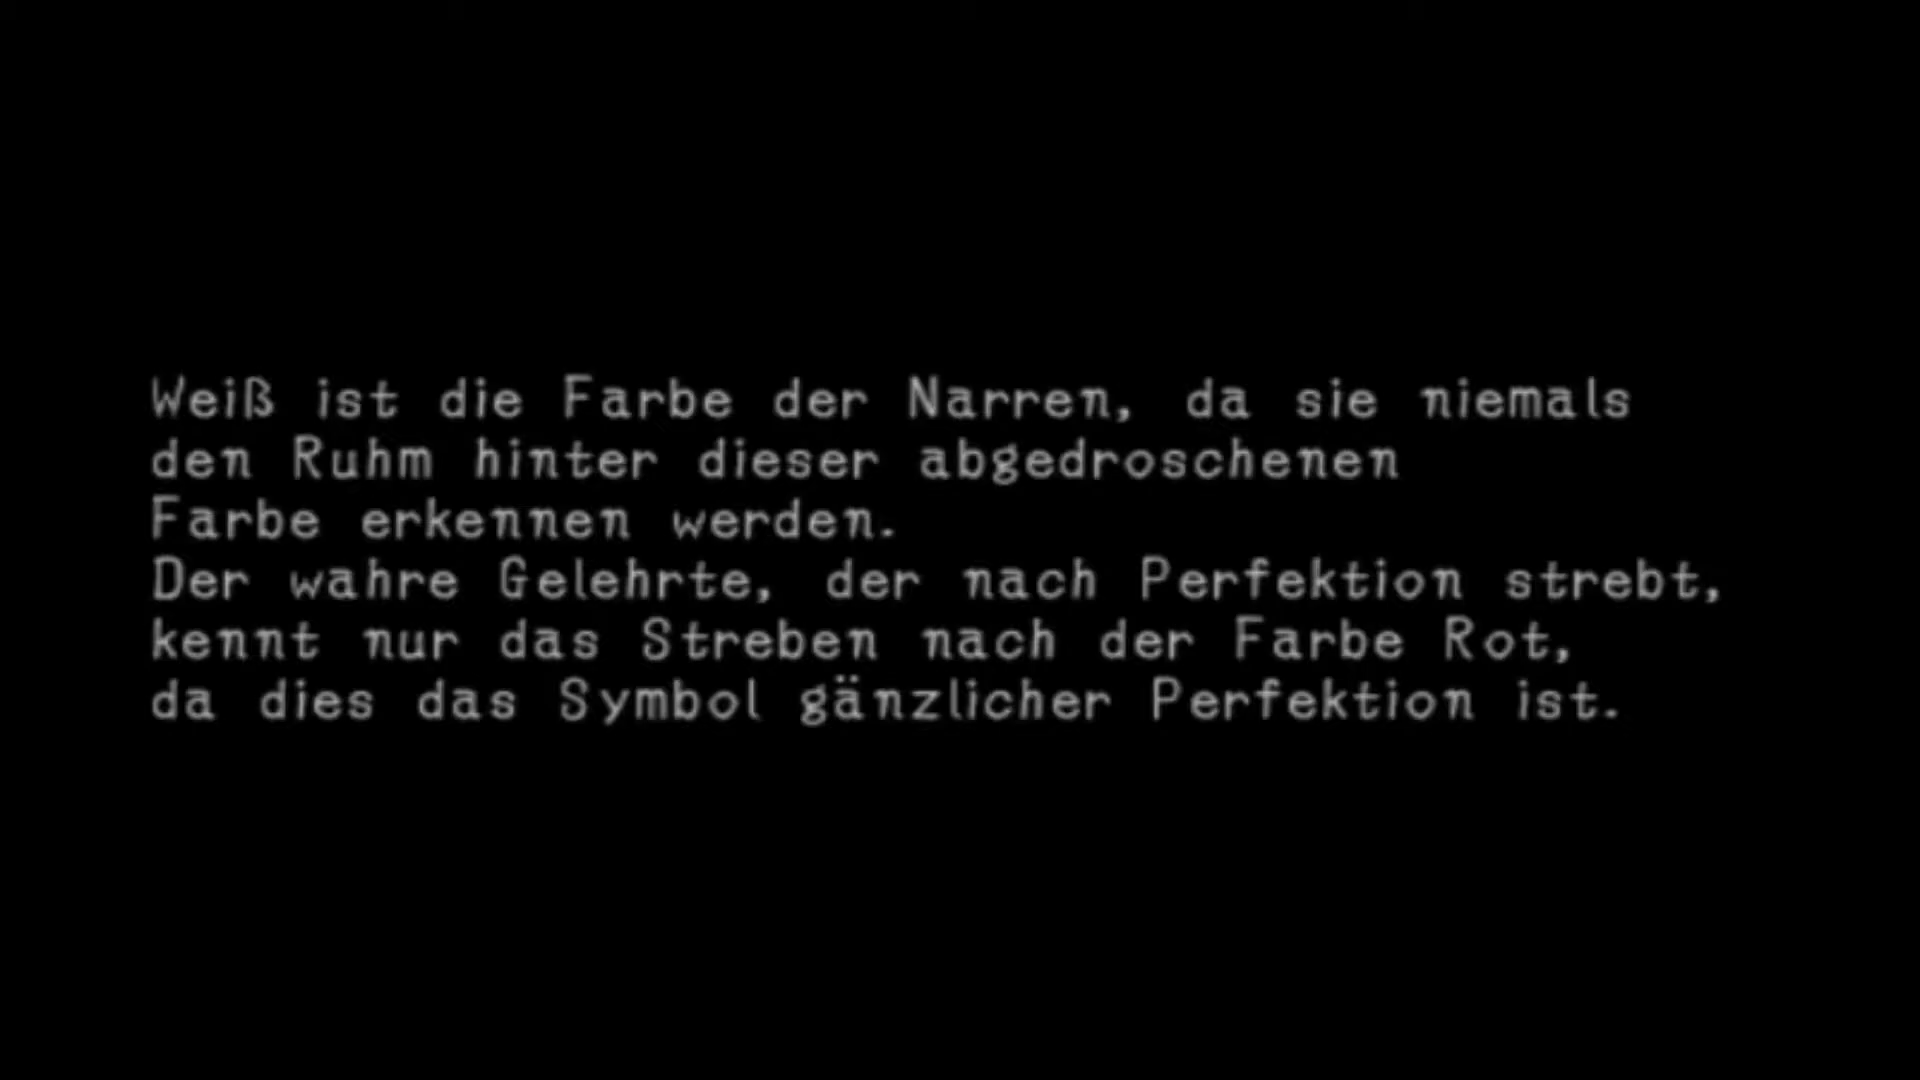 Weiß ist die Farbe der Narren, da sie niemals
den Ruhm hinter dieser abgedroschenen
Farbe erkennen werden.
Der wahre Gelehrte, der nach Perfektion strebt,
kennt nur das Streben nach der Farbe Rot,
da dies das Symbol gänzlicher Perfektion ist.